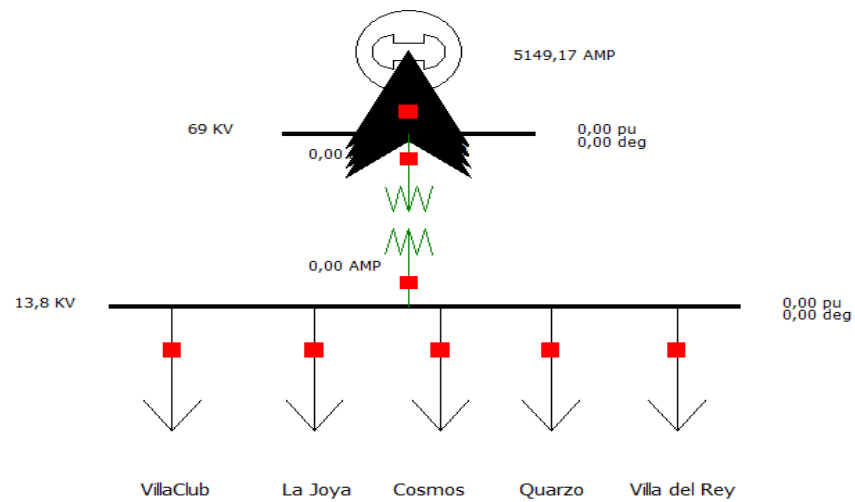 5149,17 AMP
69 KV
0,00 pu
0,00 deg
0,00
0,00 AMP
13,8 KV
0,00 pu
0,00 deg
VillaClub
La Joya
Cosmos
Quarzo
Villa del Rey